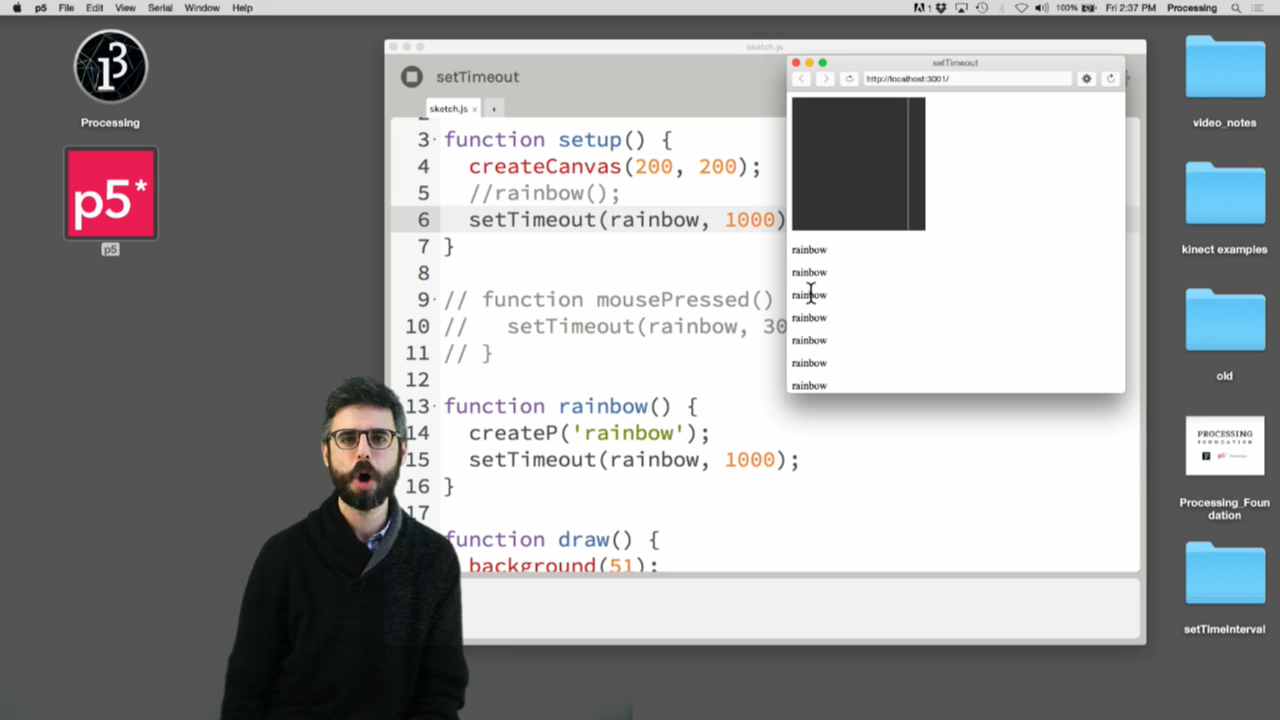 p5 File Edit View Serial Window Help
1 100% Fri 2:37 PM Processing
13
Processing
p5*
p5
sketch.js
setTimeout
sketch.js x
3 function setup() {
4 createCanvas(200, 200);
5 //rainbow();
6 setTimeout(rainbow, 1000)
7 }
8
9 // function mousePressed()
10 // setTimeout(rainbow, 30
11 // }
12
13 function rainbow() {
14 createP('rainbow');
15 setTimeout(rainbow, 1000);
16 }
17
function draw() {
background(51);
setTimeout
http://localhost:3001/
rainbow
rainbow
rainbow
rainbow
rainbow
rainbow
rainbow
video_notes
kinect examples
old
PROCESSING
FOUNDATION
Processing_Foun
dation
setTimeInterval